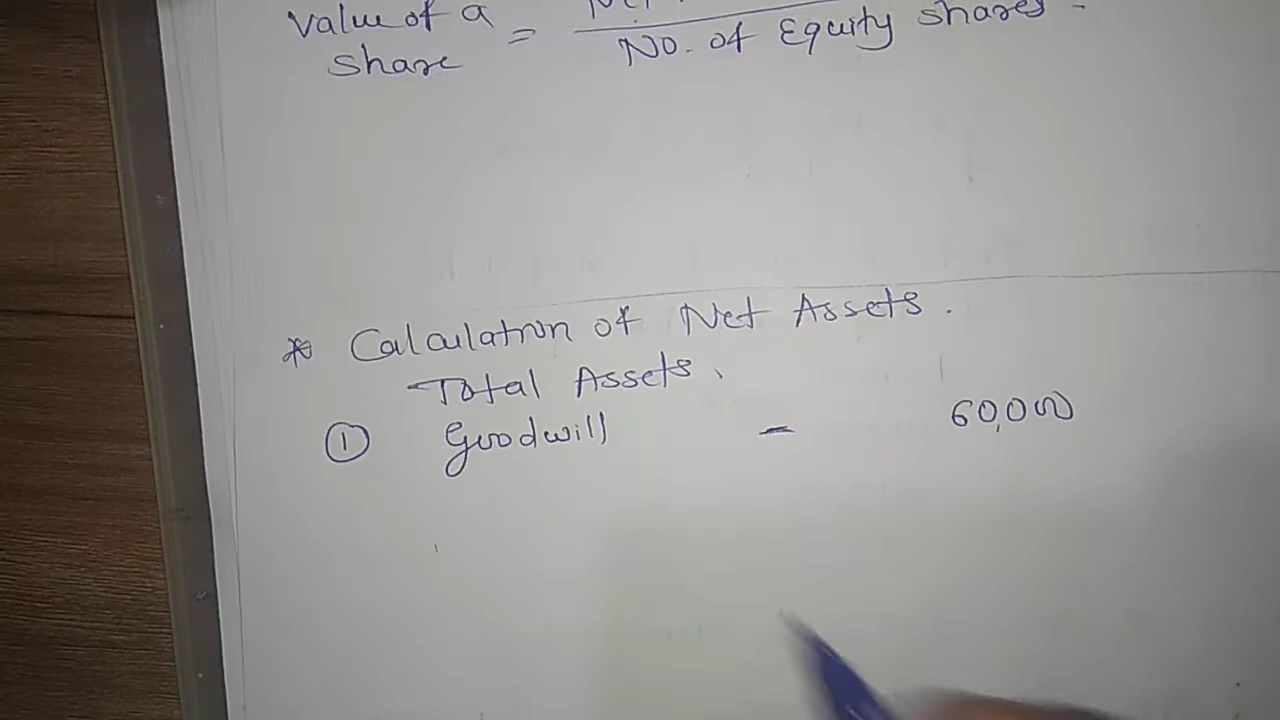 Value of a
share = No. of Equity shares
* Calculation of Net Assets.
Total Assets.
① Goodwill - 60,000